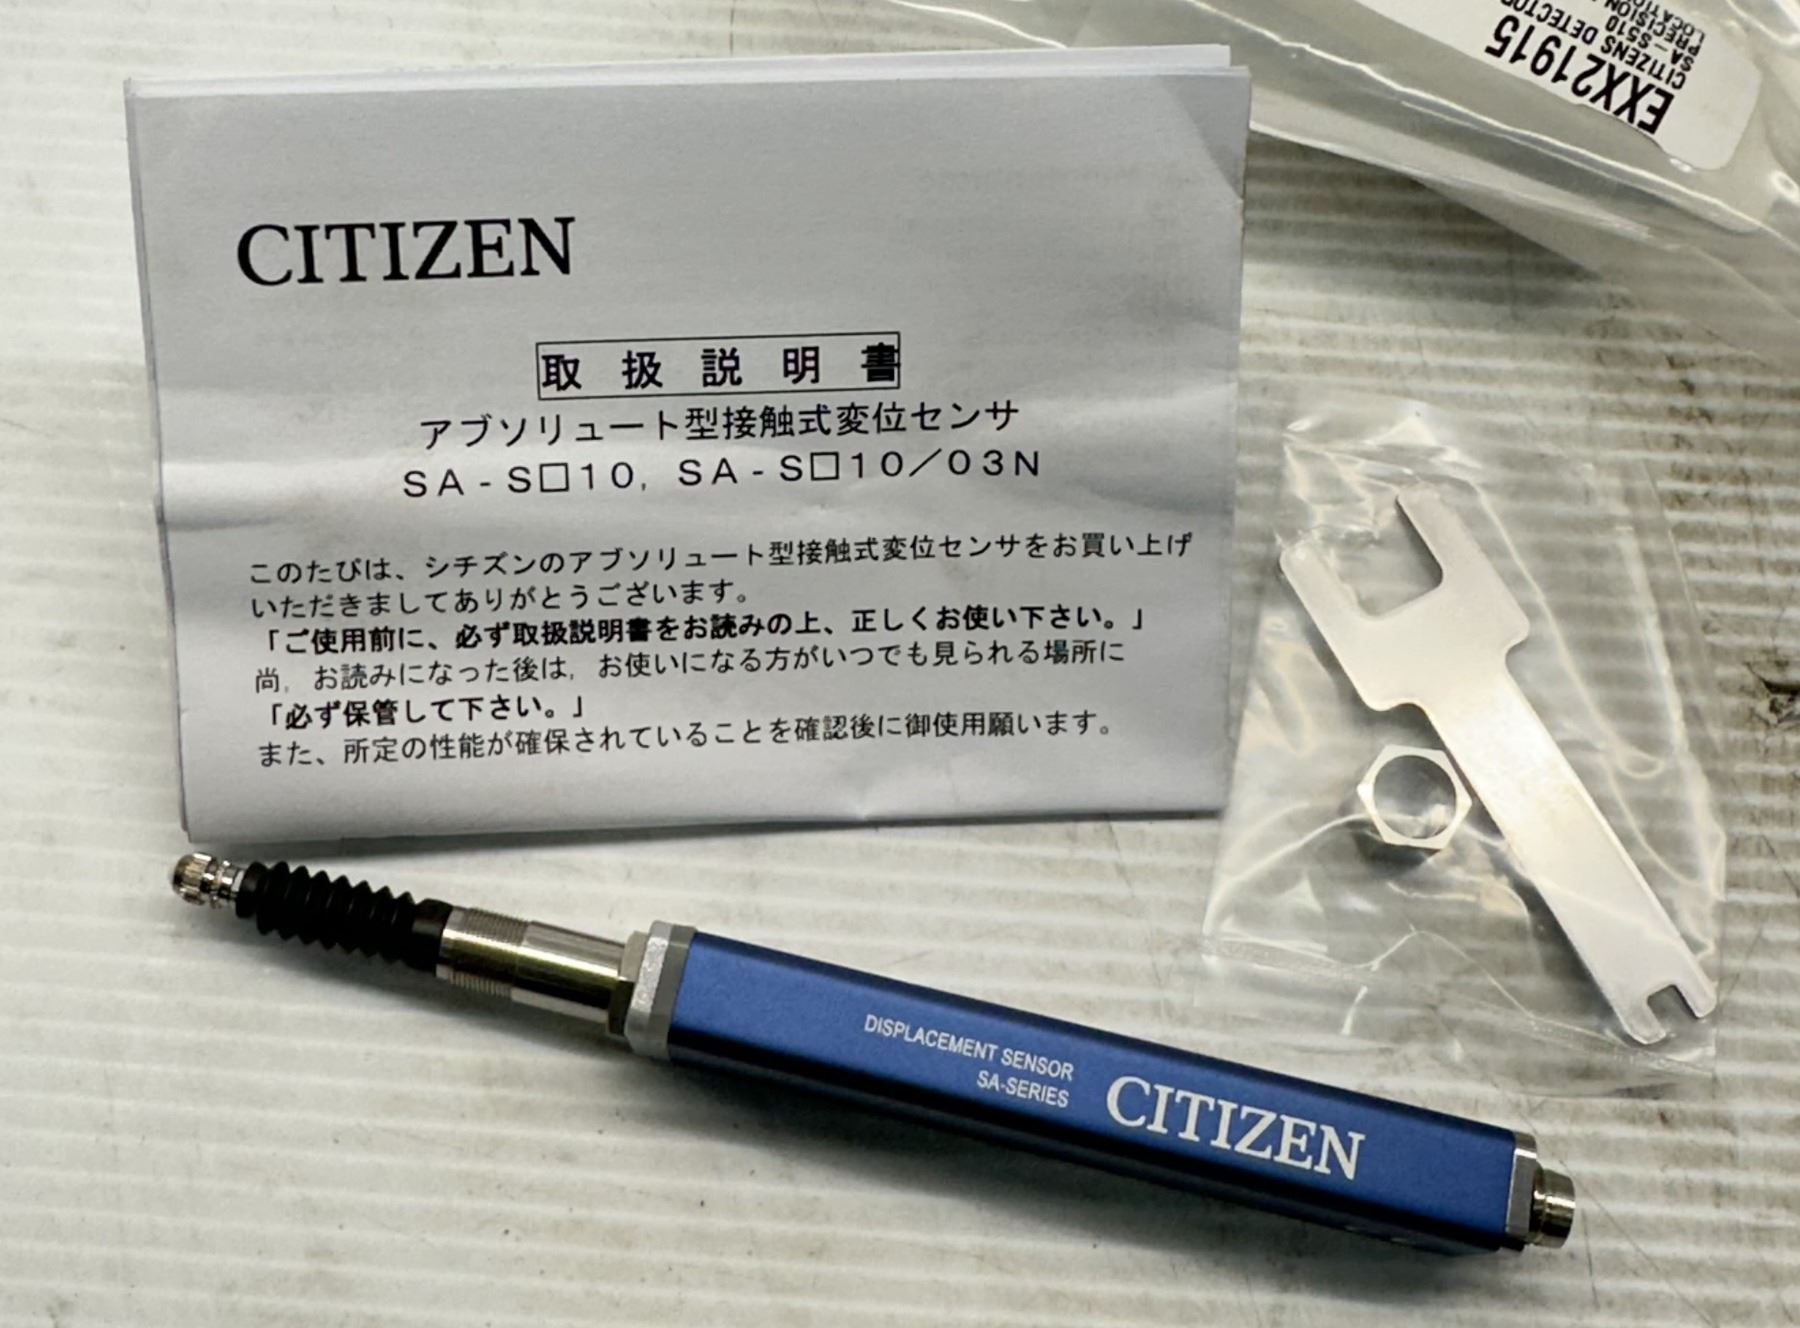 CITIZEN
取扱説明書
アブソリュート型接触式変位センサ
SA-S□10, SA-S□10/03N
このたびは、シチズンのアブソリュート型接触式変位センサをお買い上げ
いただきましてありがとうございます。
「ご使用前に、必ず取扱説明書をお読みの上、正しくお使い下さい。」
尚, お読みになった後は, お使いになる方がいつでも見られる場所に
「必ず保管して下さい。」
また、所定の性能が確保されていることを確認後に御使用願います。
EXX21915
CITIZENS DETECTOR
SA-S510
PRECISION
DISPLACEMENT SENSOR
SA-SERIES
CITIZEN